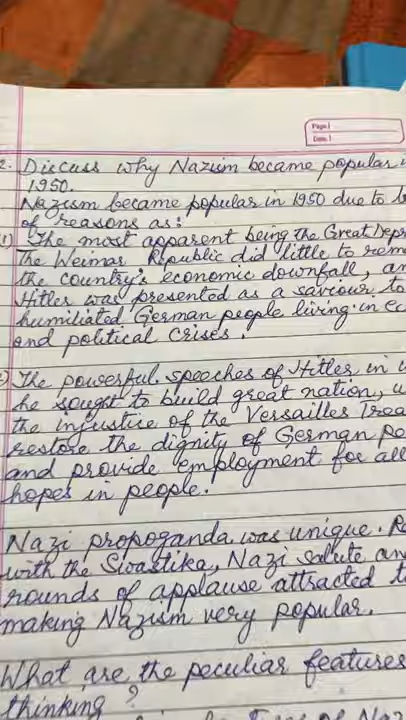 Page:
Date:
2. Discuss why Nazism became popular
1950.
Nazism became popular in 1950 due to
of reasons as:
The most apparent being the Great Depr
The Weimar Republic did little to
the country's economic downfall, an
Hitler was presented as a saviour to
humiliated German people living in ec
and political crises.
The powerful speeches of Hitler in
he sought to build great nation,
the injustice of the Versailles Trea
restore the dignity of German pe
and provide employment for all
hopes in people.
Nazi propoganda was unique. R
with the Swastika, Nazi salute an
rounds of applause attracted t
making Nazism very popular.
What are the peculiar features
thinking?